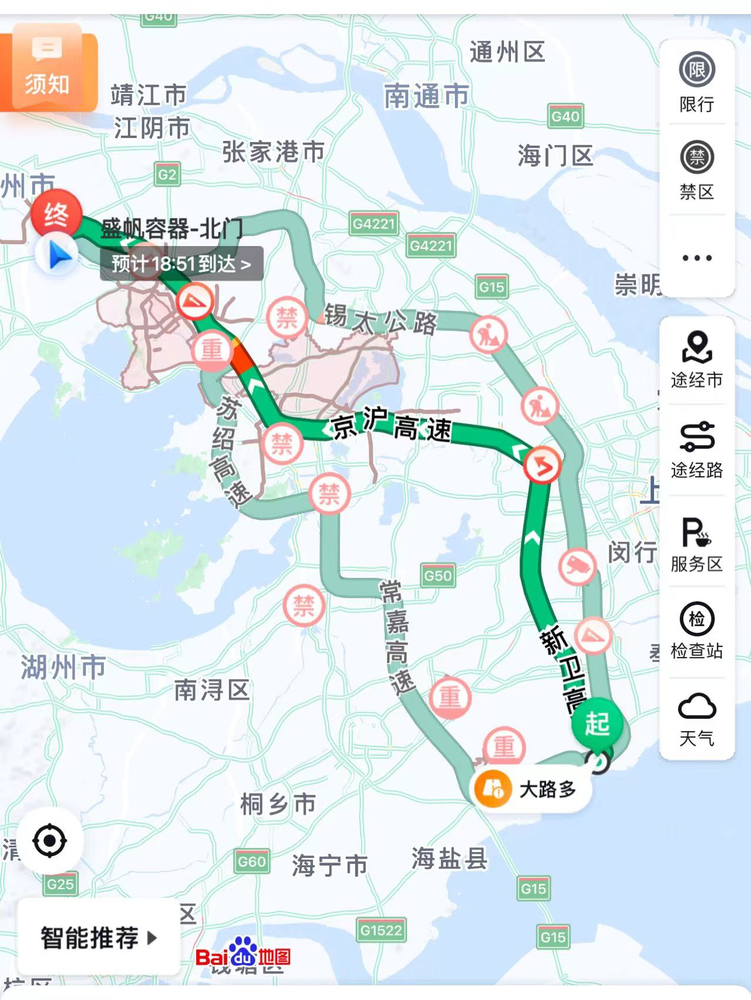 G40
通州区
限
限行
须知
靖江市
南通市
江阴市
G40
张家港市
海门区
禁
禁区
G2
州市
终
盛帆容器-北门
G4221
G4221
预计18:51到达 >
G15
崇明
禁
锡太公路
重
途经市
苏绍高速
京沪高速
禁
途经路
禁
上
闵行
服务区
G50
常嘉高速
禁
检
检查站
新卫高
湖州市
南浔区
重
起
天气
重
大路多
桐乡市
海盐县
G60
海宁市
G25
G15
区
G1522
智能推荐
G15
Baidu地图
钱塘区